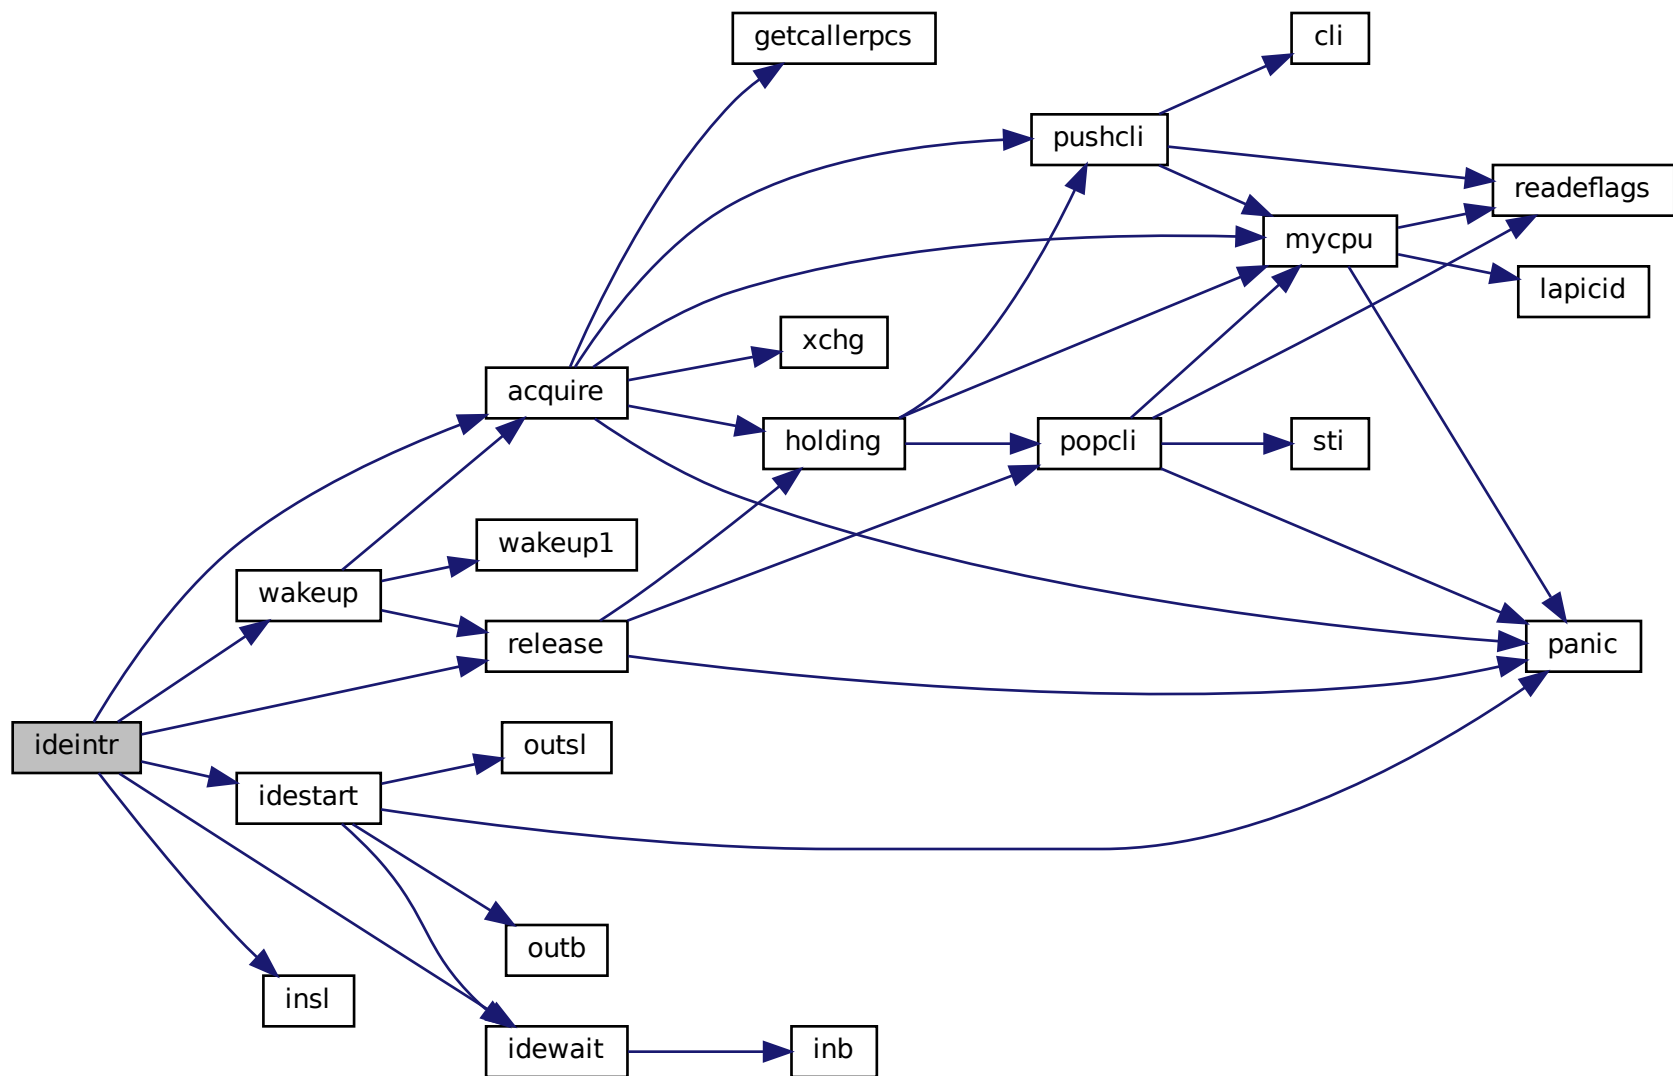 getcallerpcs
cli
pushcli
readeflags
mycpu
lapicid
xchg
acquire
holding
popcli
sti
wakeup1
wakeup
release
panic
ideintr
outsl
idestart
outb
insl
idewait
inb